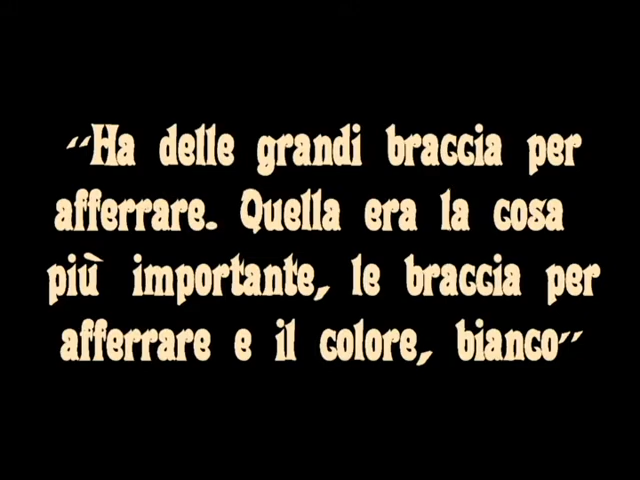 “Ha delle grandi braccia per
afferrare. Quella era la cosa
più importante, le braccia per
afferrare e il colore, bianco”